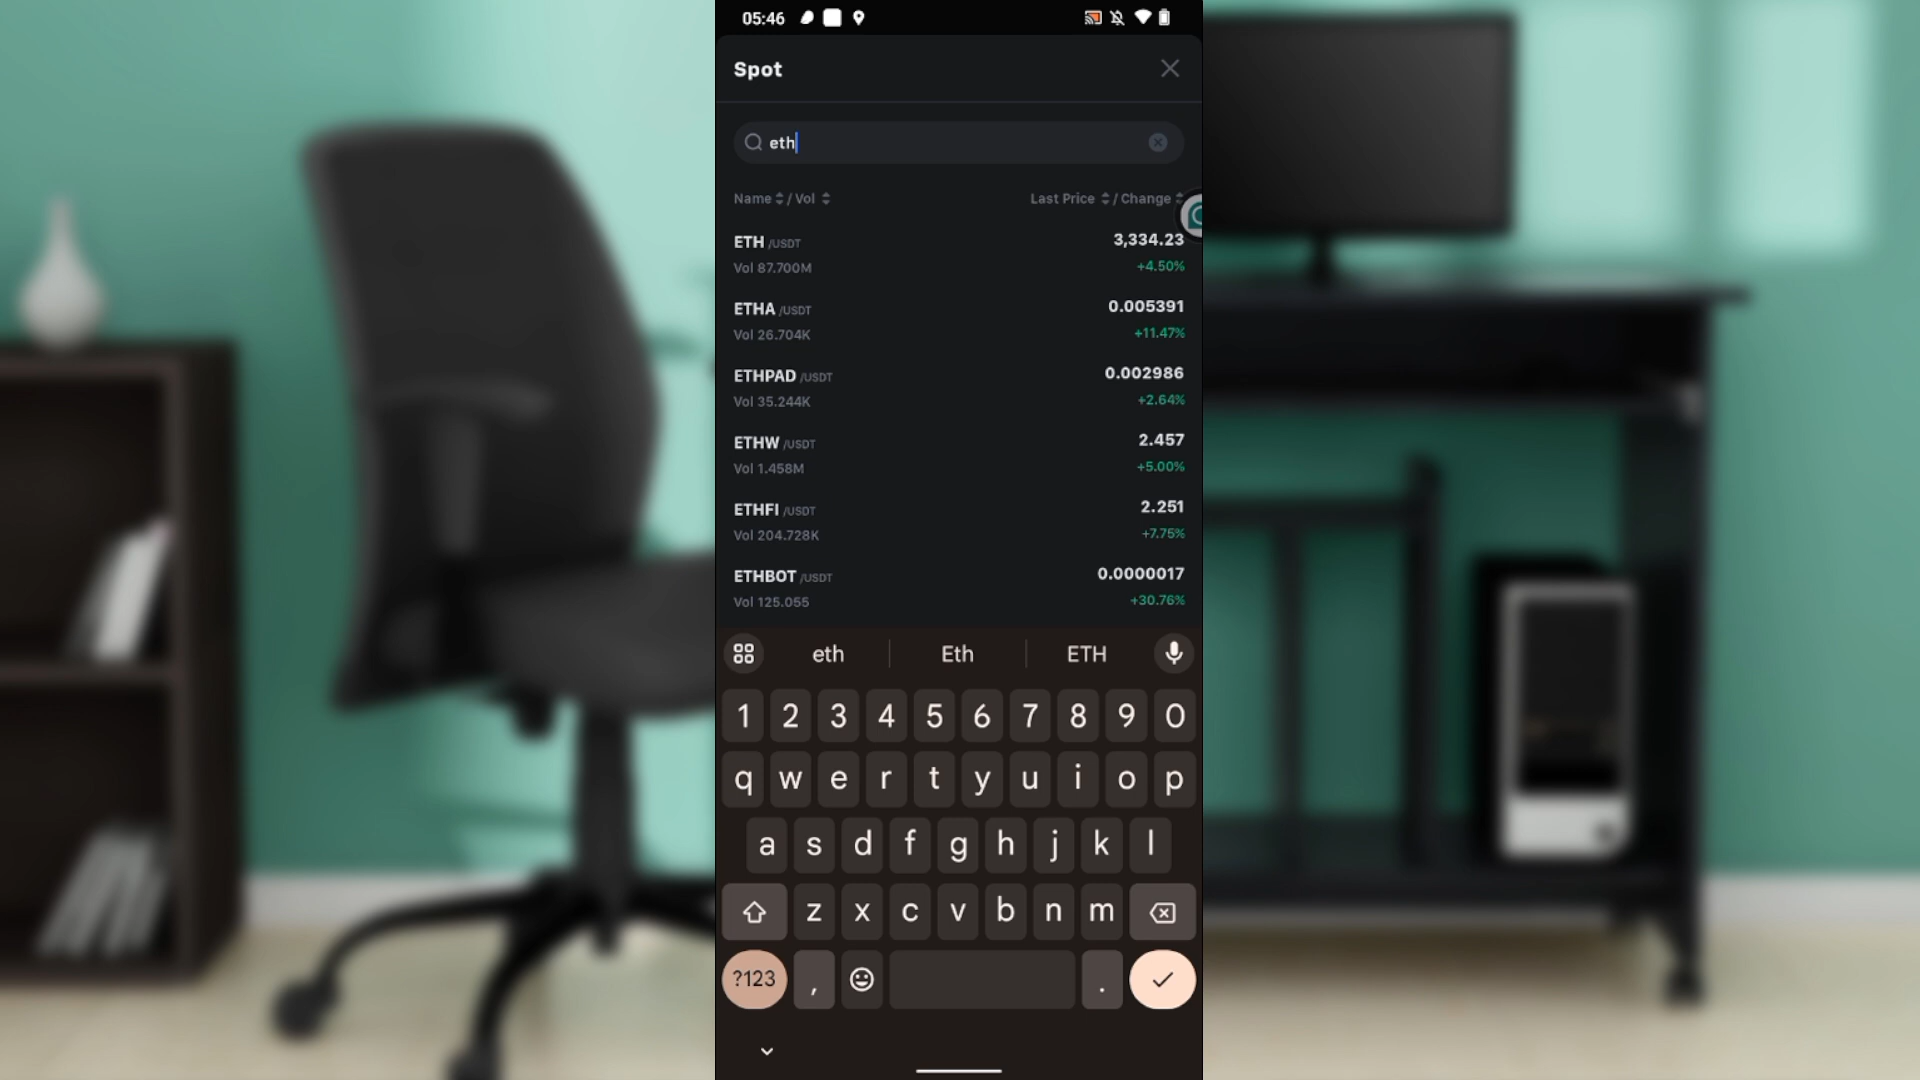 05:46
Spot
eth
Name / Vol Last Price / Change
ETH /USDT 3,334.23
Vol 87.700M +4.50%
ETHA /USDT 0.005391
Vol 26.704K +11.47%
ETHPAD /USDT 0.002986
Vol 35.244K +2.64%
ETHW /USDT 2.457
Vol 1.458M +5.00%
ETHFI /USDT 2.251
Vol 204.728K +7.75%
ETHBOT /USDT 0.0000017
Vol 125.055 +30.76%
eth Eth ETH
1 2 3 4 5 6 7 8 9 0
q w e r t y u i o p
a s d f g h j k l
z x c v b n m
?123 , .